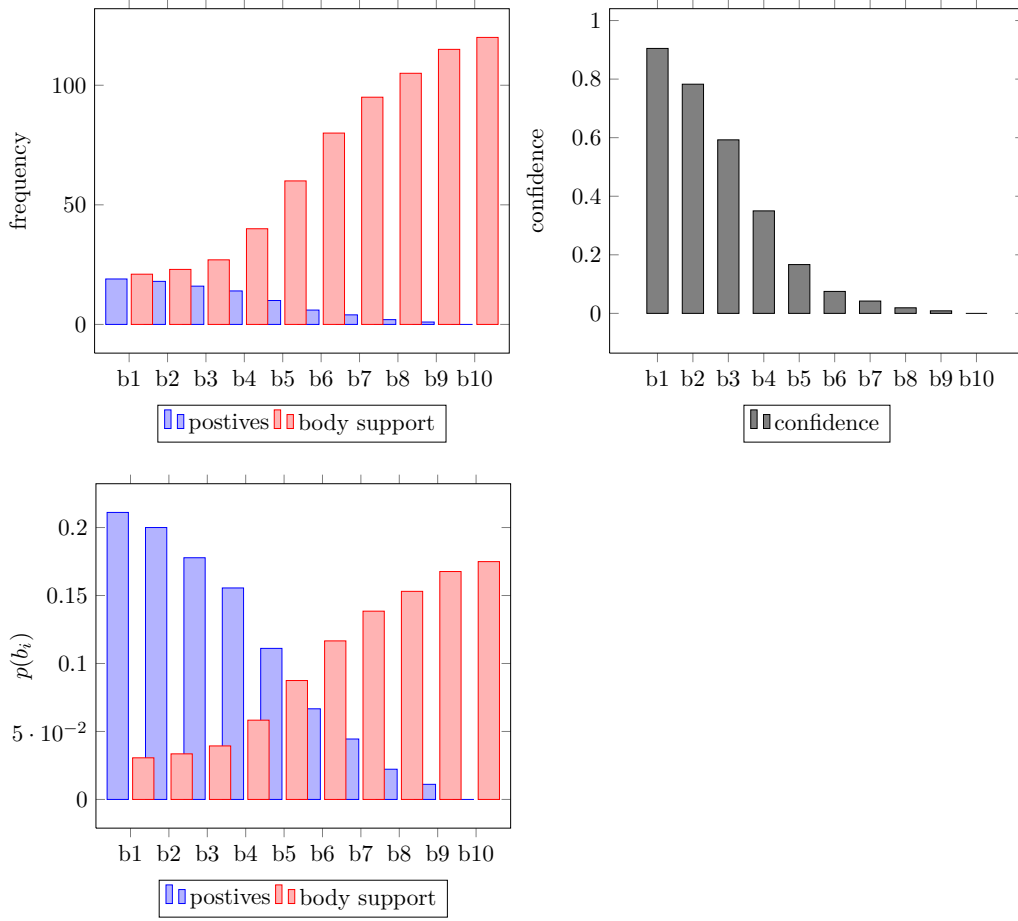 frequency
100
50
0
b1 b2 b3 b4 b5 b6 b7 b8 b9 b10
postives body support
confidence
1
0.8
0.6
0.4
0.2
0
b1 b2 b3 b4 b5 b6 b7 b8 b9 b10
confidence
p(b_i)
0.2
0.15
0.1
5 · 10⁻²
0
b1 b2 b3 b4 b5 b6 b7 b8 b9 b10
postives body support